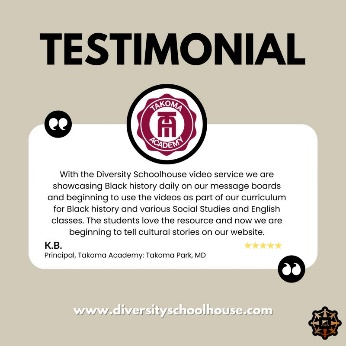 TESTIMONIAL
TAKOMA
ACADEMY
With the Diversity Schoolhouse video service we are
showcasing Black history daily on our message boards
and beginning to use the videos as part of our curriculum
for Black history and various Social Studies and English
classes. The students love the resource and now we are
beginning to tell cultural stories on our website.
K.B.
Principal, Takoma Academy: Takoma Park, MD
www.diversityschoolhouse.com